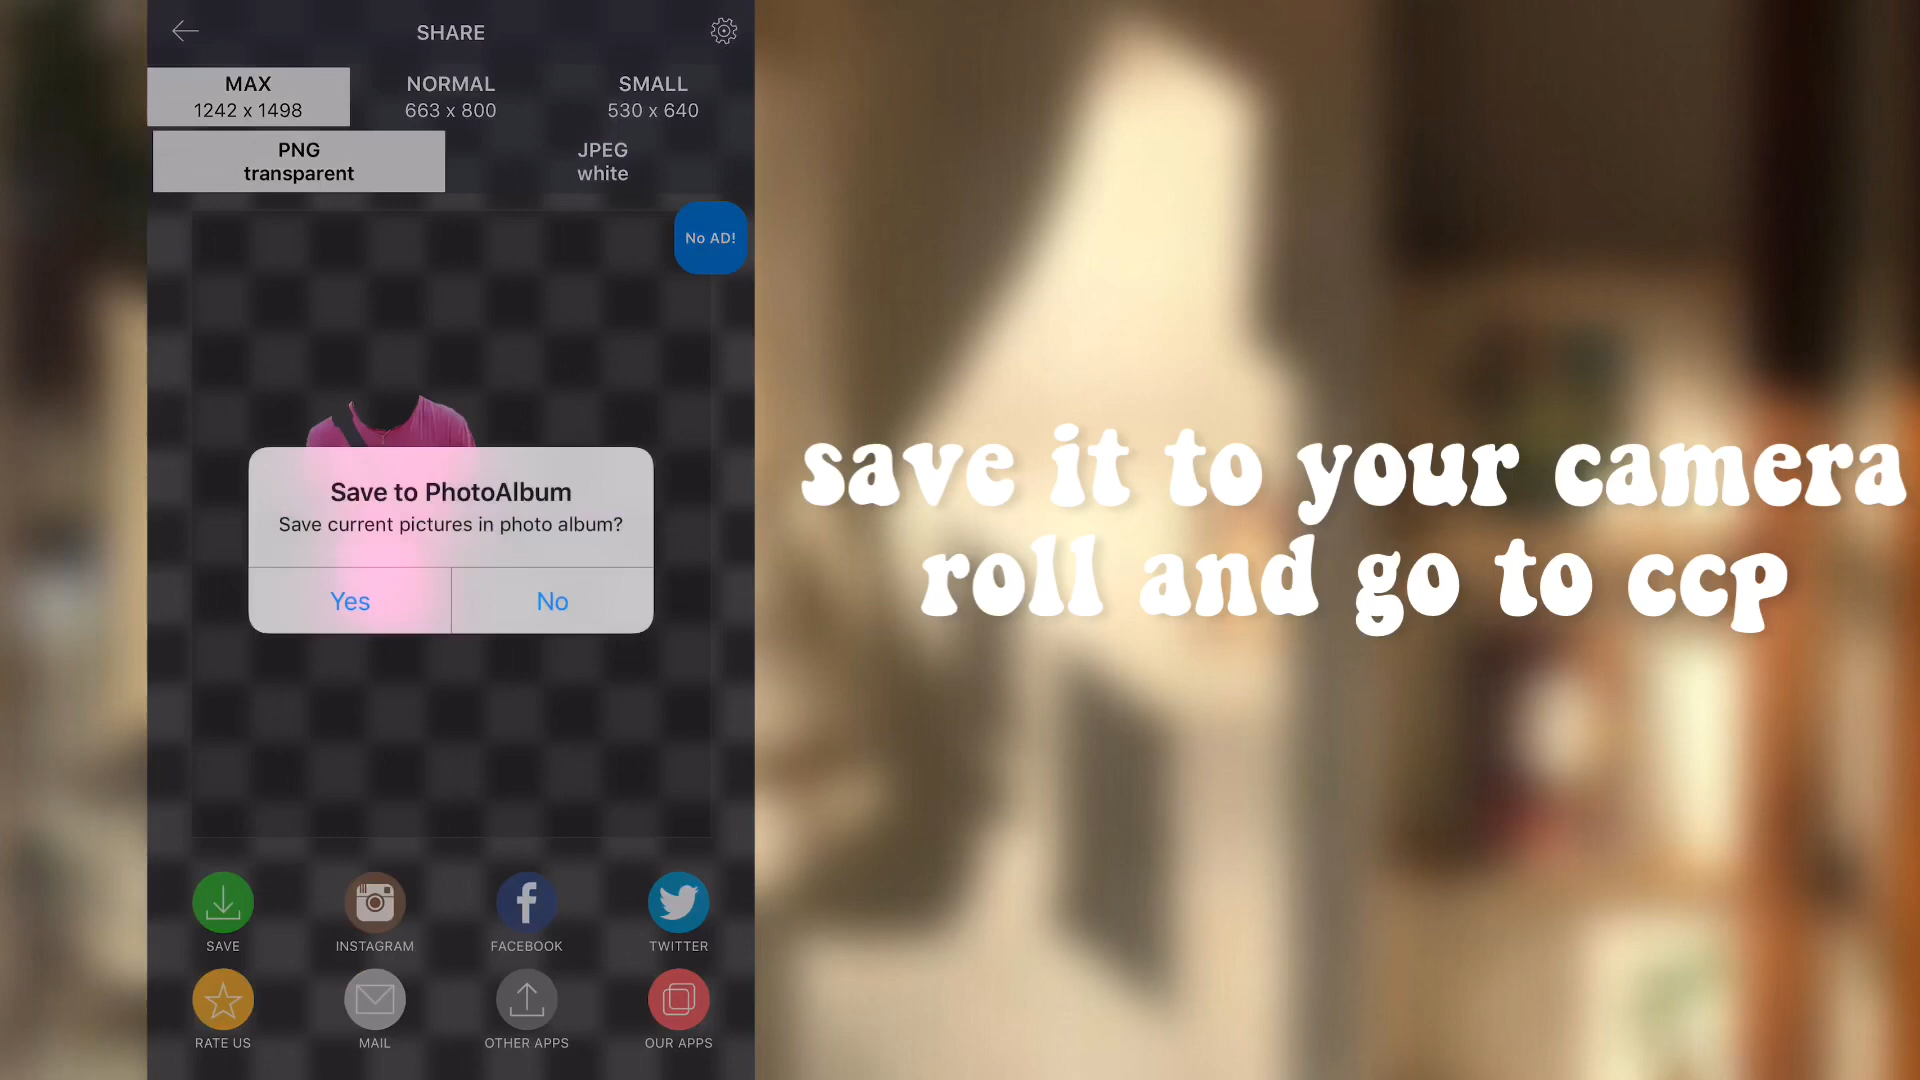 SHARE
MAX
1242 x 1498
NORMAL
663 x 800
SMALL
530 x 640
PNG
transparent
JPEG
white
No AD!
Save to PhotoAlbum
Save current pictures in photo album?
Yes
No
save it to your camera
roll and go to ccp
SAVE
INSTAGRAM
FACEBOOK
TWITTER
RATE US
MAIL
OTHER APPS
OUR APPS